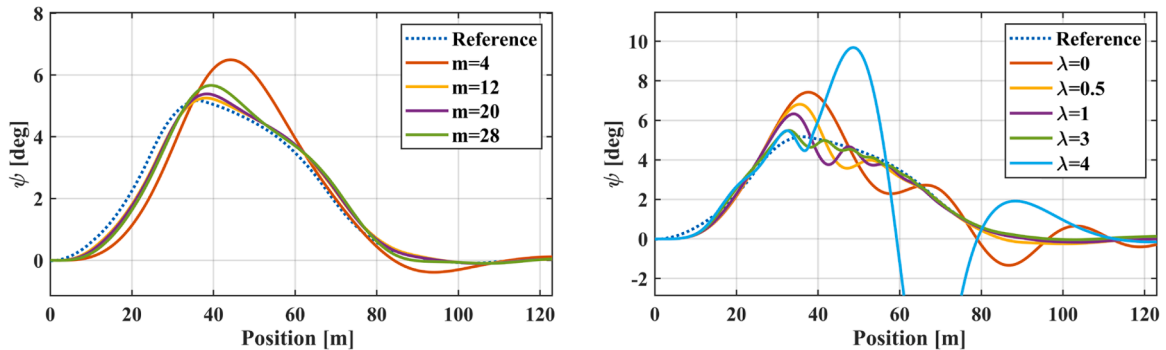 8
6
4
2
0
ψ [deg]
0 20 40 60 80 100 120
Position [m]
Reference
m=4
m=12
m=20
m=28
10
8
6
4
2
0
-2
ψ [deg]
0 20 40 60 80 100 120
Position [m]
Reference
λ=0
λ=0.5
λ=1
λ=3
λ=4